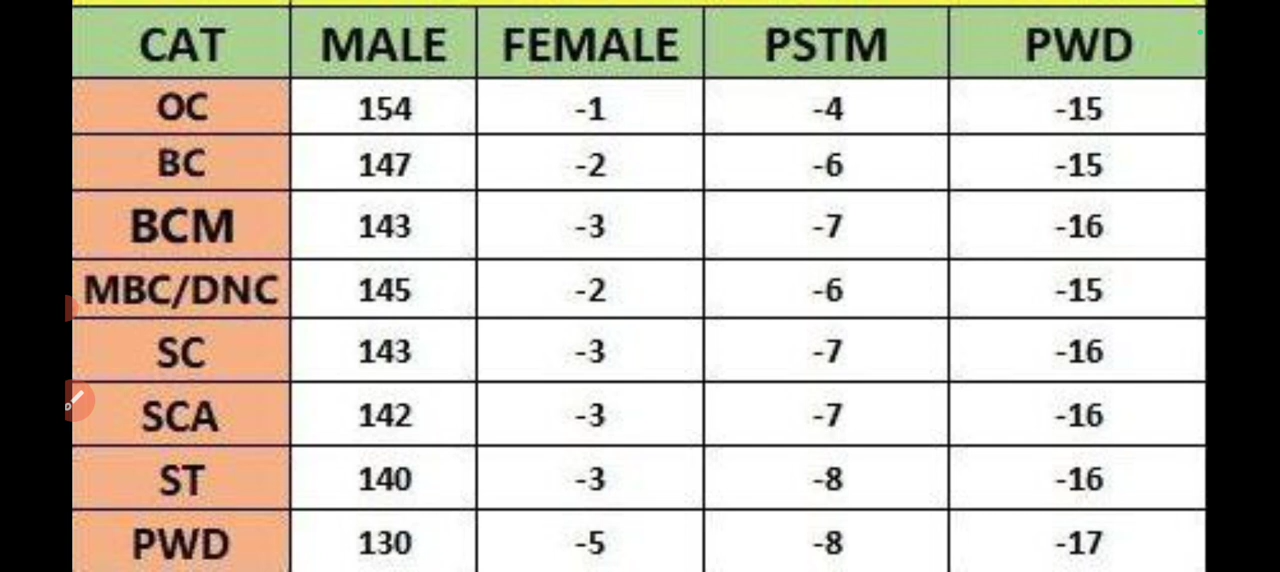 CAT MALE FEMALE PSTM PWD
OC 154 -1 -4 -15
BC 147 -2 -6 -15
BCM 143 -3 -7 -16
MBC/DNC 145 -2 -6 -15
SC 143 -3 -7 -16
SCA 142 -3 -7 -16
ST 140 -3 -8 -16
PWD 130 -5 -8 -17